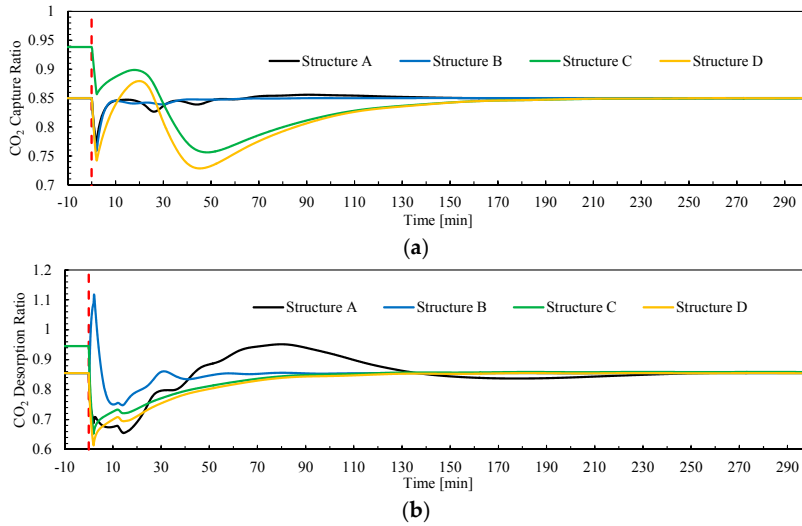 (a)
1
0.95
0.9
0.85
0.8
0.75
0.7
CO₂ Capture Ratio
Structure A Structure B Structure C Structure D
-10 10 30 50 70 90 110 130 150 170 190 210 230 250 270 290
Time [min]
(a)
1.2
1.1
1
0.9
0.8
0.7
0.6
CO₂ Desorption Ratio
Structure A Structure B Structure C Structure D
-10 10 30 50 70 90 110 130 150 170 190 210 230 250 270 290
Time [min]
(b)